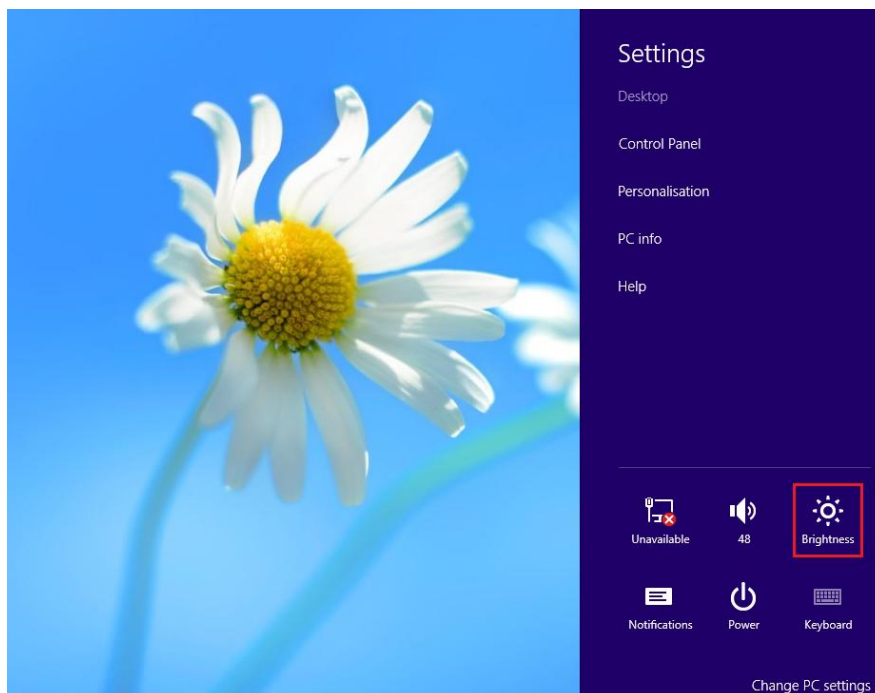 Settings
Desktop
Control Panel
Personalisation
PC info
Help
Unavailable 48 Brightness
Notifications Power Keyboard
Change PC settings